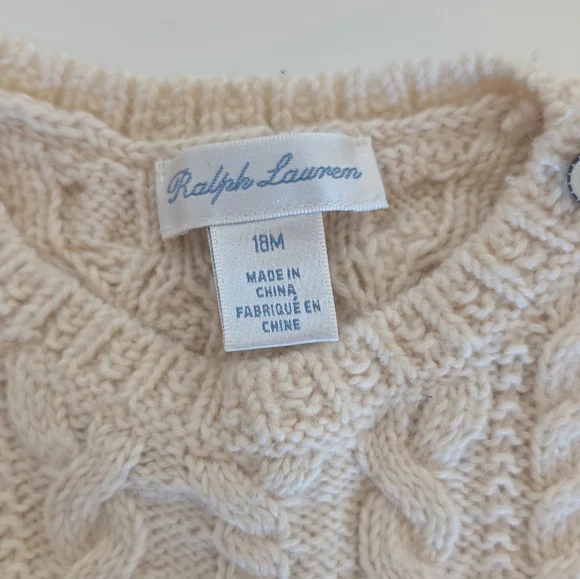 Ralph Lauren
18M
MADE IN
CHINA
FABRIQUÉ EN
CHINE